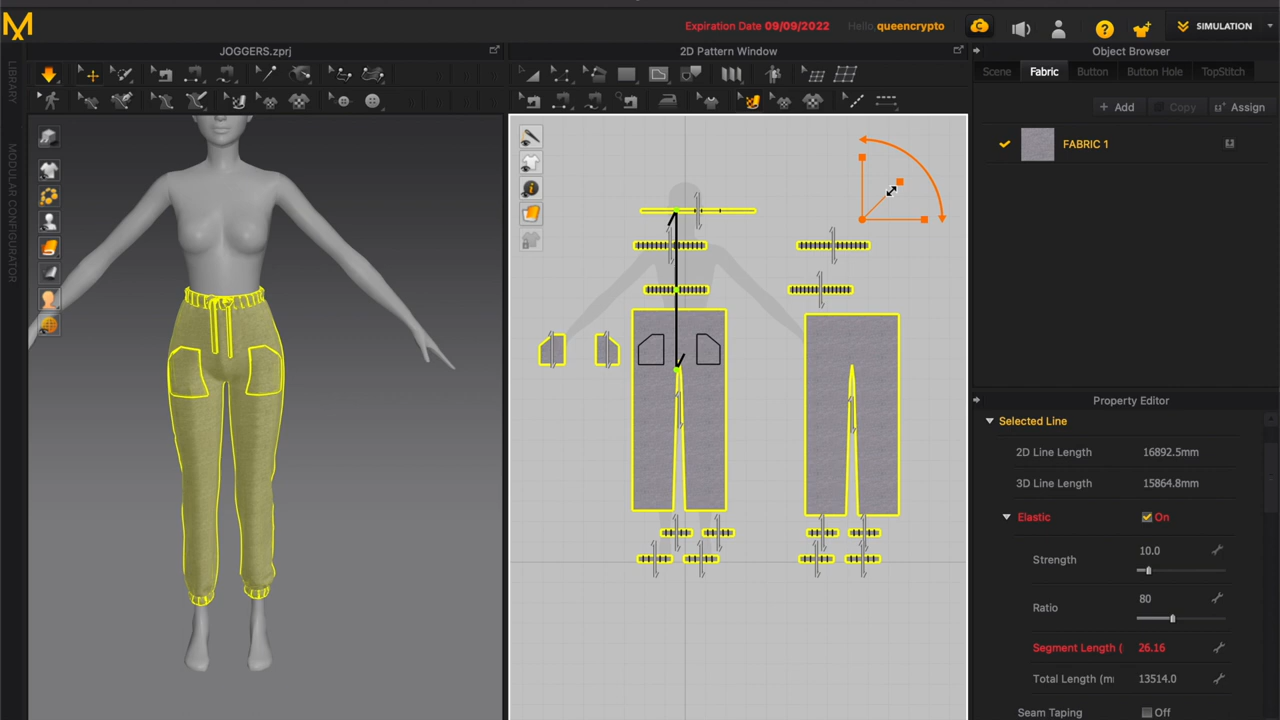 Expiration Date 09/09/2022
Hello, queencrypto
SIMULATION
JOGGERS.zprj
2D Pattern Window
Object Browser
LIBRARY
MODULAR CONFIGURATOR
Scene
Fabric
Button
Button Hole
TopStitch
+ Add
Copy
Assign
FABRIC 1
Property Editor
Selected Line
2D Line Length 16892.5mm
3D Line Length 15864.8mm
Elastic On
Strength 10.0
Ratio 80
Segment Length ( 26.16
Total Length (m 13514.0
Seam Taping Off